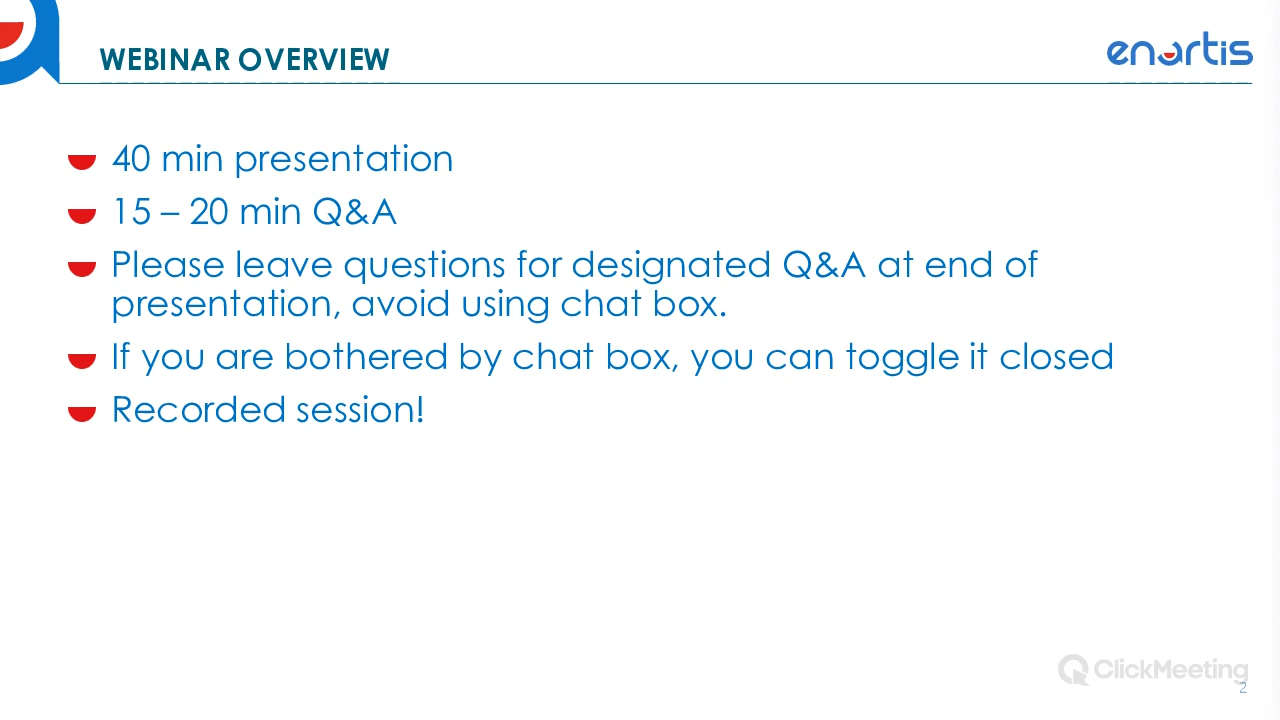 WEBINAR OVERVIEW
enartis
40 min presentation
15 – 20 min Q&A
Please leave questions for designated Q&A at end of
presentation, avoid using chat box.
If you are bothered by chat box, you can toggle it closed
Recorded session!
ClickMeeting
2